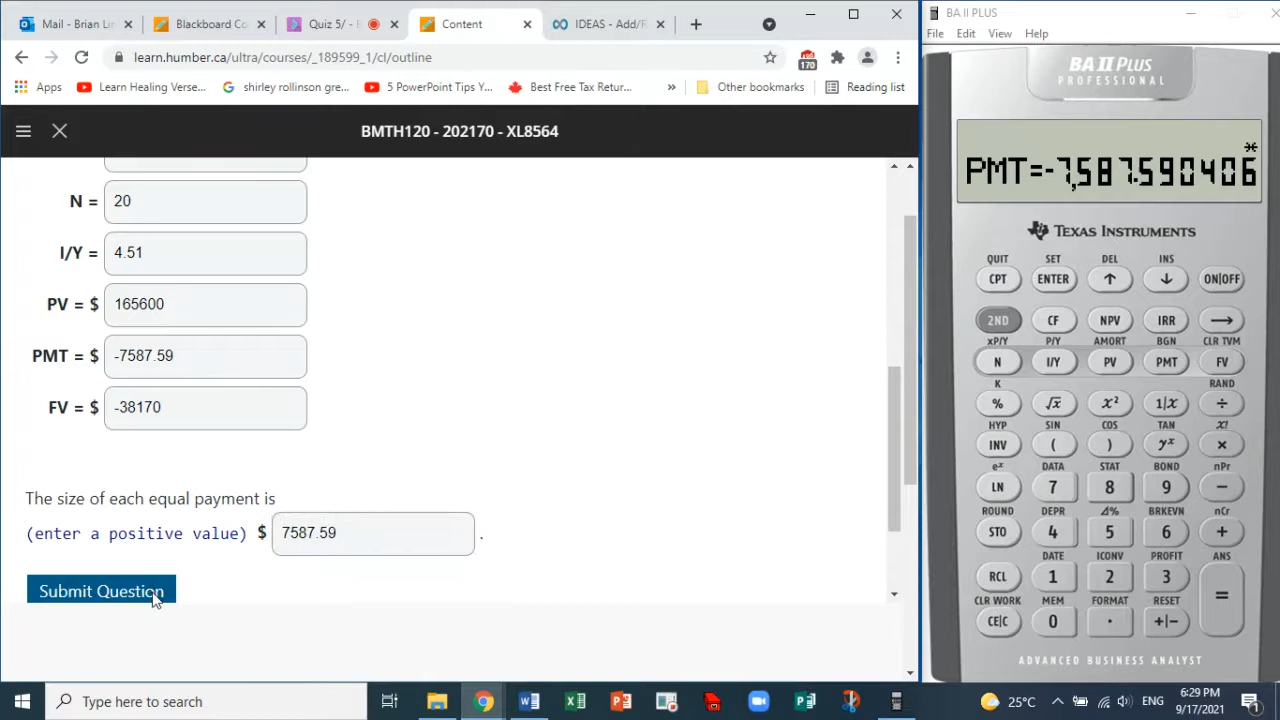 Mail - Brian Lin
Blackboard Co
Quiz 5/ -
Content
IDEAS - Add/R
learn.humber.ca/ultra/courses/_189599_1/cl/outline
170
Apps
Learn Healing Verse...
shirley rollinson gre...
5 PowerPoint Tips Y...
Best Free Tax Retur...
»
Other bookmarks
Reading list
BMTH120 - 202170 - XL8564
N = 20
I/Y = 4.51
PV = $ 165600
PMT = $ -7587.59
FV = $ -38170
The size of each equal payment is
(enter a positive value) $ 7587.59 .
Submit Question
BA II PLUS
File Edit View Help
BA II PLUS
PROFESSIONAL
*
PMT=-7,587.590406
TEXAS INSTRUMENTS
QUIT SET DEL INS
CPT ENTER ↑ ↓ ON|OFF
2ND CF NPV IRR →
xP/Y P/Y AMORT BGN CLR TVM
N I/Y PV PMT FV
K RAND
% √x x² 1/X ÷
HYP SIN COS TAN x!
INV ( ) yˣ ×
eˣ DATA STAT BOND nPr
LN 7 8 9 −
ROUND DEPR ⊿% BRKEVN nCr
STO 4 5 6 +
DATE ICONV PROFIT ANS
RCL 1 2 3 =
CLR WORK MEM FORMAT RESET
CE|C 0 . +|−
ADVANCED BUSINESS ANALYST
Type here to search
25°C
ENG
6:29 PM
9/17/2021
1